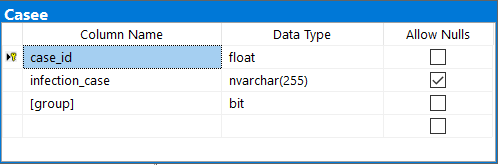 Casee
Column Name Data Type Allow Nulls
case_id float
infection_case nvarchar(255)
[group] bit